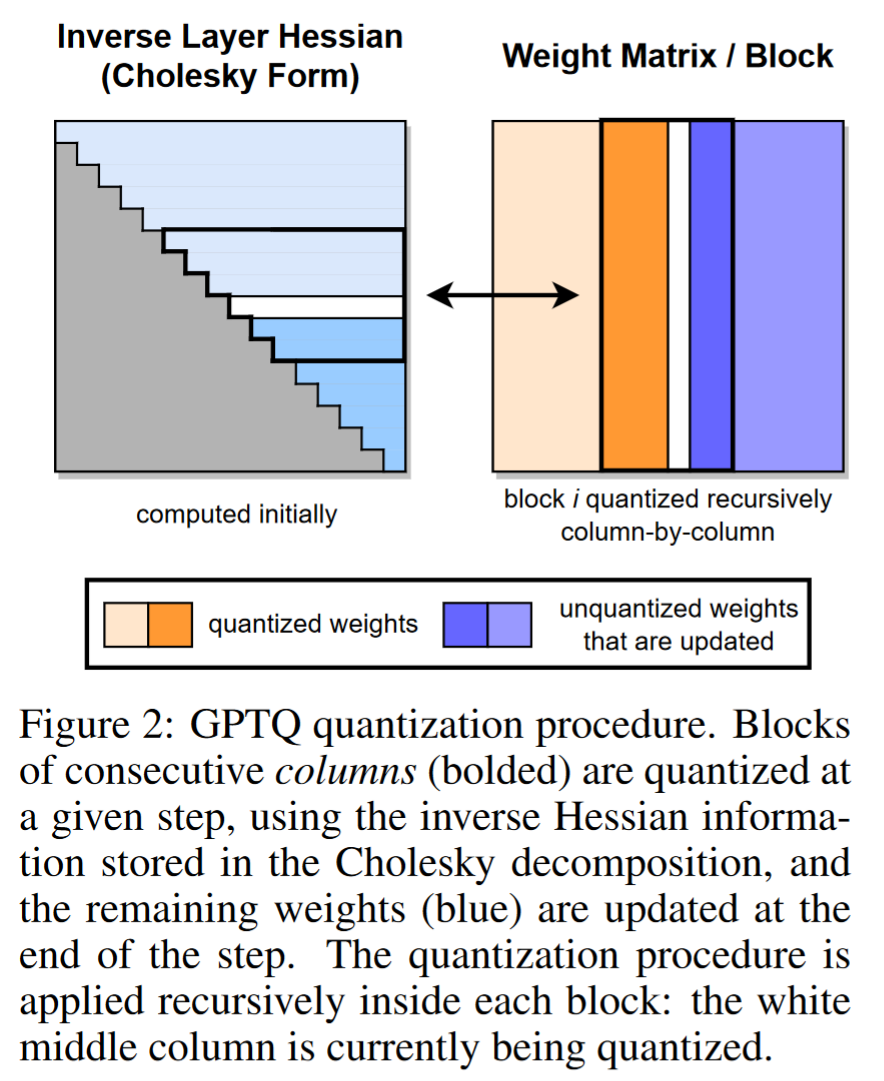 Inverse Layer Hessian
(Cholesky Form)
Weight Matrix / Block
computed initially
block i quantized recursively
column-by-column
quantized weights
unquantized weights
that are updated
Figure 2: GPTQ quantization procedure. Blocks
of consecutive columns (bolded) are quantized at
a given step, using the inverse Hessian informa-
tion stored in the Cholesky decomposition, and
the remaining weights (blue) are updated at the
end of the step. The quantization procedure is
applied recursively inside each block: the white
middle column is currently being quantized.